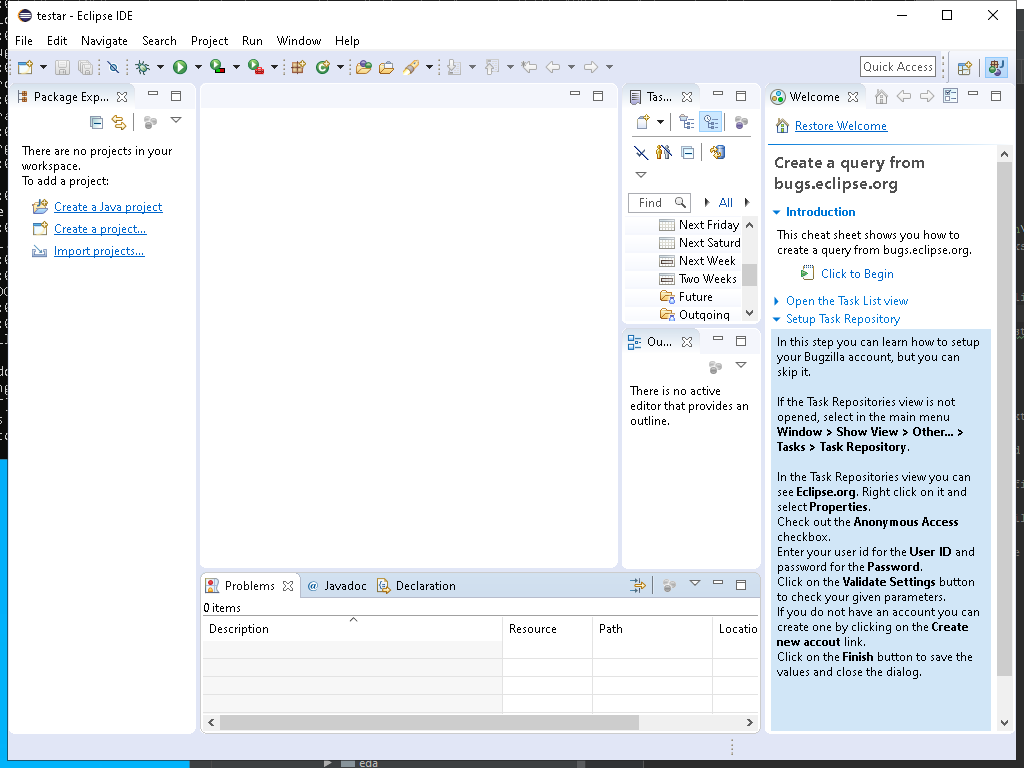 testar - Eclipse IDE
File Edit Navigate Search Project Run Window Help
Quick Access
Package Exp...
There are no projects in your
workspace.
To add a project:
Create a Java project
Create a project...
Import projects...
Tas...
Find
All
Next Friday
Next Saturd
Next Week
Two Weeks
Future
Outgoing
Ou...
There is no active
editor that provides an
outline.
Welcome
Restore Welcome
Create a query from
bugs.eclipse.org
Introduction
This cheat sheet shows you how to
create a query from bugs.eclipse.org.
Click to Begin
Open the Task List view
Setup Task Repository
In this step you can learn how to setup
your Bugzilla account, but you can
skip it.
If the Task Repositories view is not
opened, select in the main menu
Window > Show View > Other... >
Tasks > Task Repository.
In the Task Repositories view you can
see Eclipse.org. Right click on it and
select Properties.
Check out the Anonymous Access
checkbox.
Enter your user id for the User ID and
password for the Password.
Click on the Validate Settings button
to check your given parameters.
If you do not have an account you can
create one by clicking on the Create
new accout link.
Click on the Finish button to save the
values and close the dialog.
Problems
Javadoc
Declaration
0 items
Description Resource Path Locatio
eda